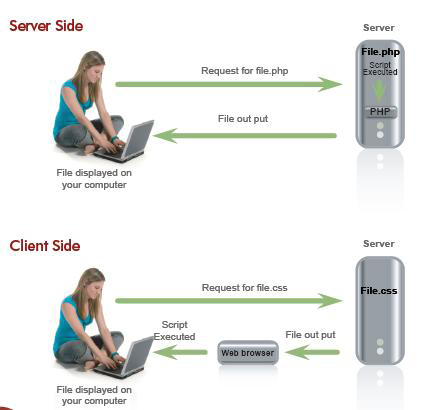 Server Side
Server
File.php
Script
Executed
PHP
Request for file.php
File out put
File displayed on
your computer
Client Side
Server
File.css
Request for file.css
Script
Executed
Web browser
File out put
File displayed on
your computer